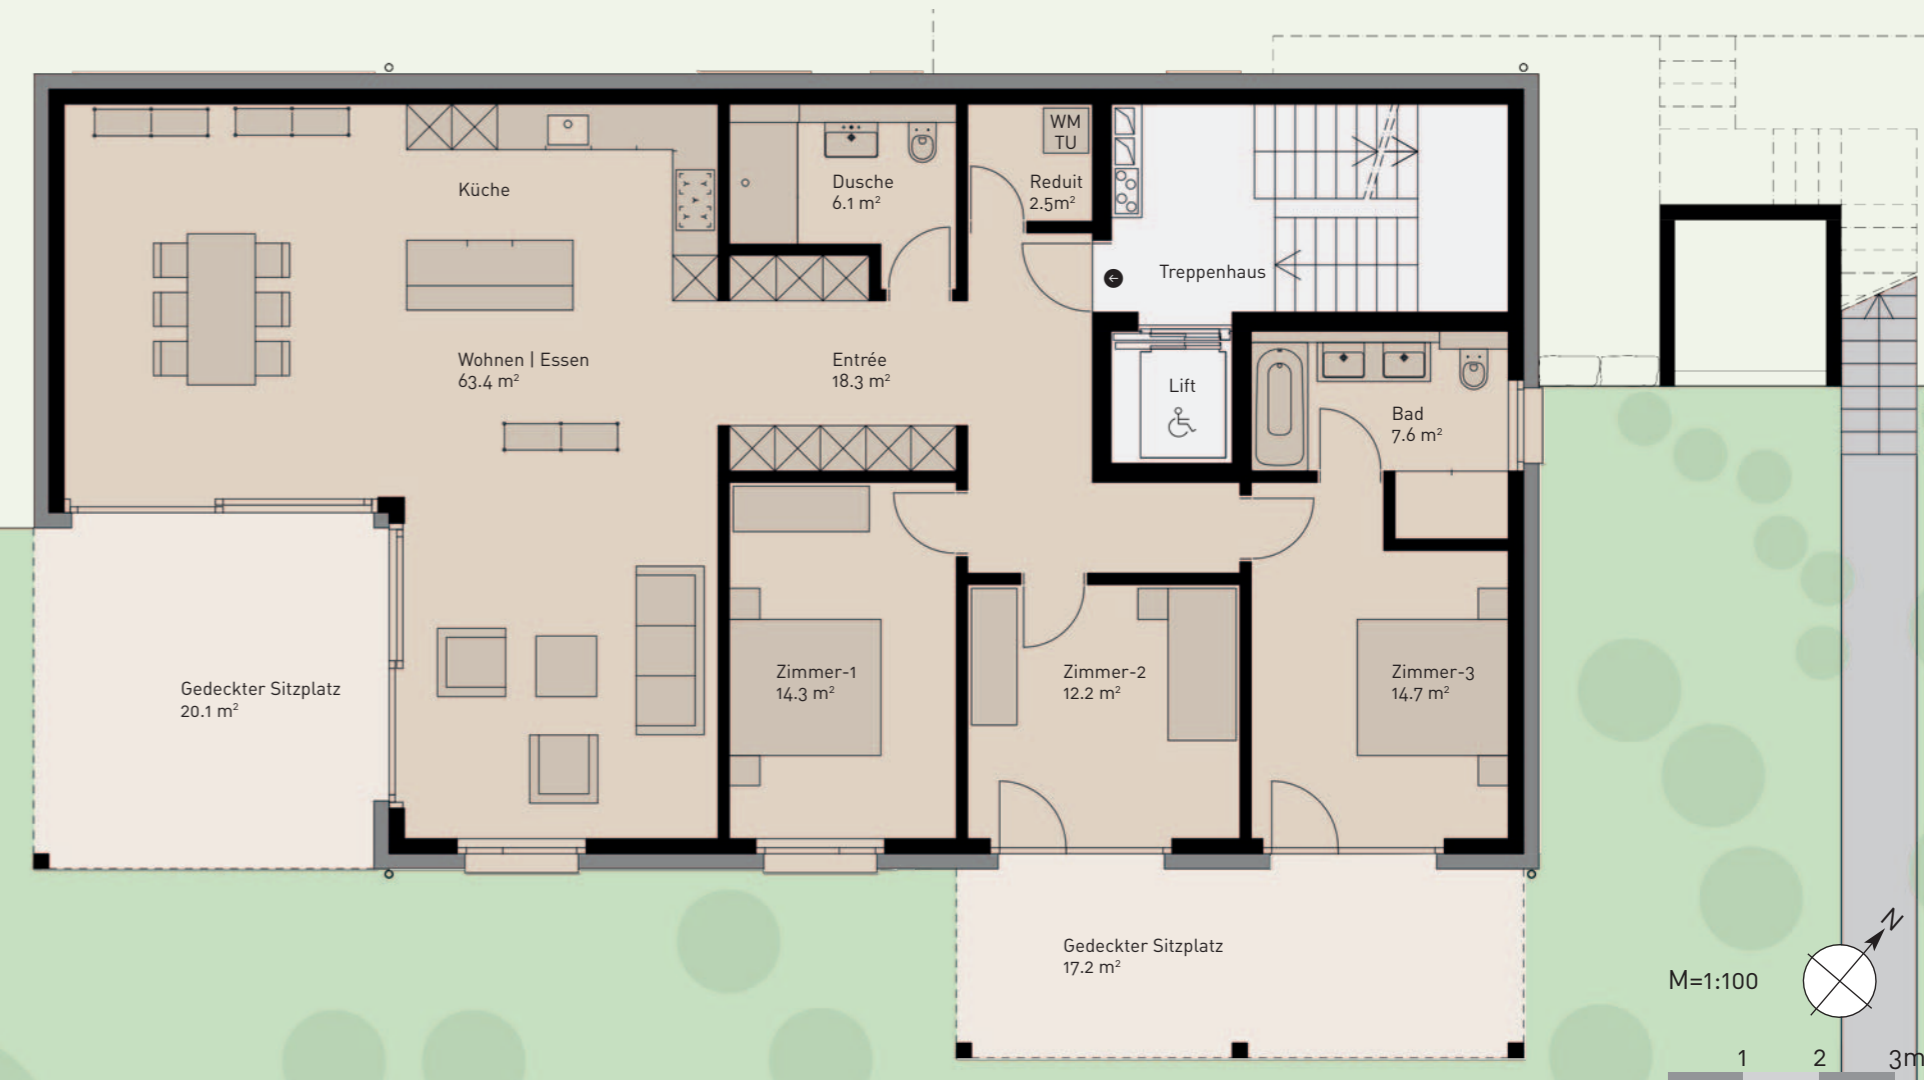 WM
TU
Küche
Dusche
6.1 m²
Reduit
2.5m²
Treppenhaus
Wohnen | Essen
63.4 m²
Entrée
18.3 m²
Lift
Bad
7.6 m²
Gedeckter Sitzplatz
20.1 m²
Zimmer-1
14.3 m²
Zimmer-2
12.2 m²
Zimmer-3
14.7 m²
Gedeckter Sitzplatz
17.2 m²
N
M=1:100
1 2 3m